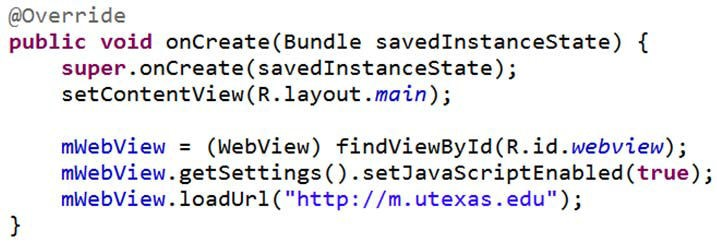 @Override
public void onCreate(Bundle savedInstanceState) {
    super.onCreate(savedInstanceState);
    setContentView(R.layout.main);

    mWebView = (WebView) findViewById(R.id.webview);
    mWebView.getSettings().setJavaScriptEnabled(true);
    mWebView.loadUrl("http://m.utexas.edu");
}